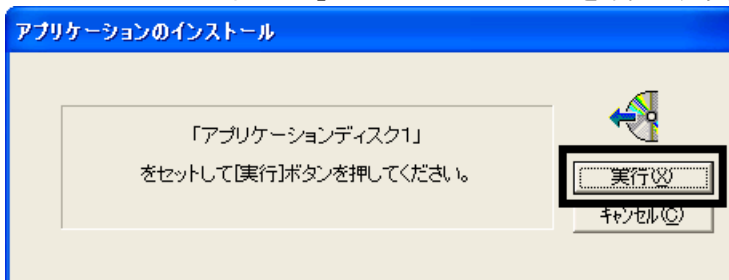 アプリケーションのインストール
「アプリケーションディスク1」
をセットして[実行]ボタンを押してください。
実行(X)
キャンセル(C)